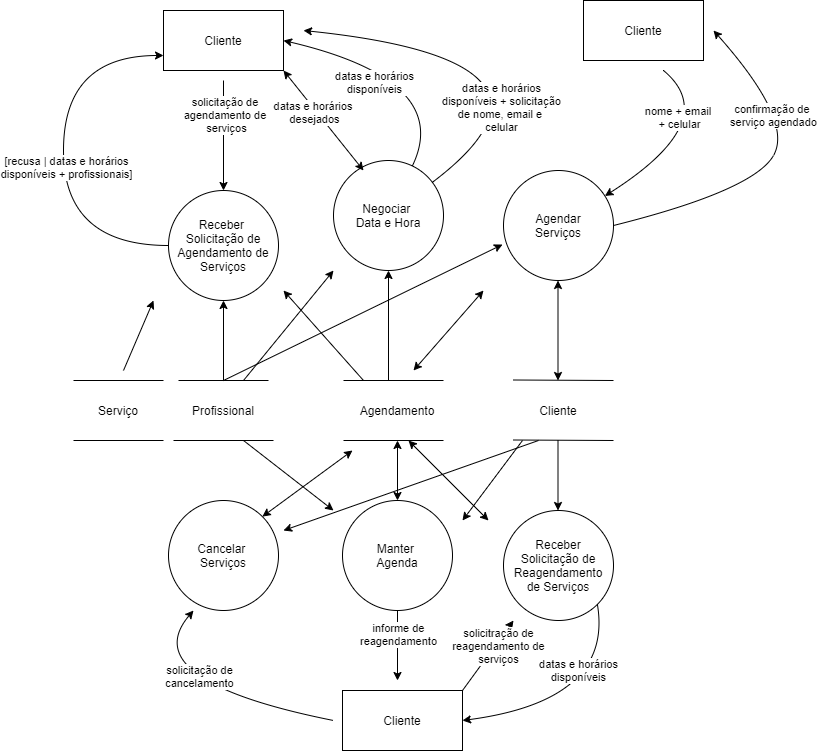 Cliente
Cliente
solicitação de
agendamento de
serviços
datas e horários
desejados
datas e horários
disponíveis
datas e horários
disponíveis + solicitação
de nome, email e
celular
nome + email
+ celular
confirmação de
serviço agendado
[recusa | datas e horários
disponíveis + profissionais]
Receber
Solicitação de
Agendamento de
Serviços
Negociar
Data e Hora
Agendar
Serviços
Serviço
Profissional
Agendamento
Cliente
Cancelar
Serviços
Manter
Agenda
Receber
Solicitação de
Reagendamento
de Serviços
solicitação de
cancelamento
informe de
reagendamento
solicitração de
reagendamento de
serviços
datas e horários
disponíveis
Cliente